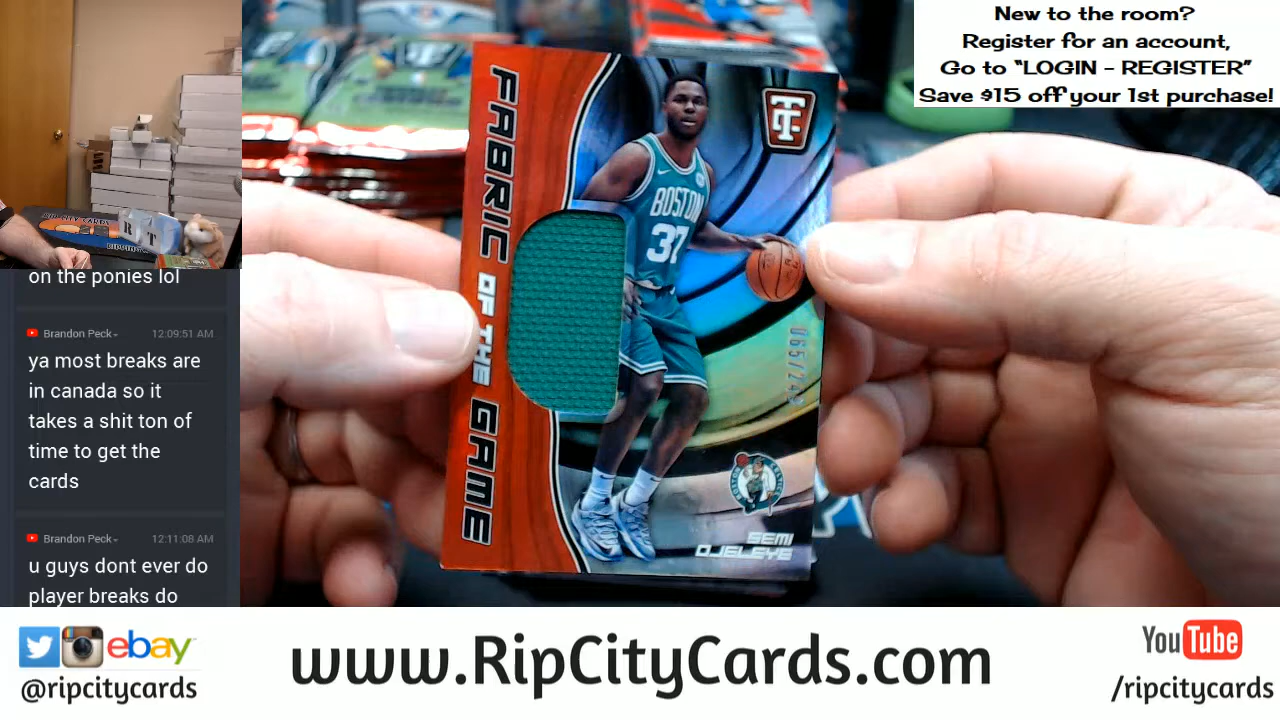 New to the room?
Register for an account,
Go to “LOGIN - REGISTER”
Save $15 off your 1st purchase!
on the ponies lol
Brandon Peck
12:09:51 AM
ya most breaks are
in canada so it
takes a shit ton of
time to get the
cards
Brandon Peck
12:11:08 AM
u guys dont ever do
player breaks do
FABRIC OF THE GAME
BOSTON
37
SEMI
OJELEYE
ebay
@ripcitycards
www.RipCityCards.com
YouTube
/ripcitycards